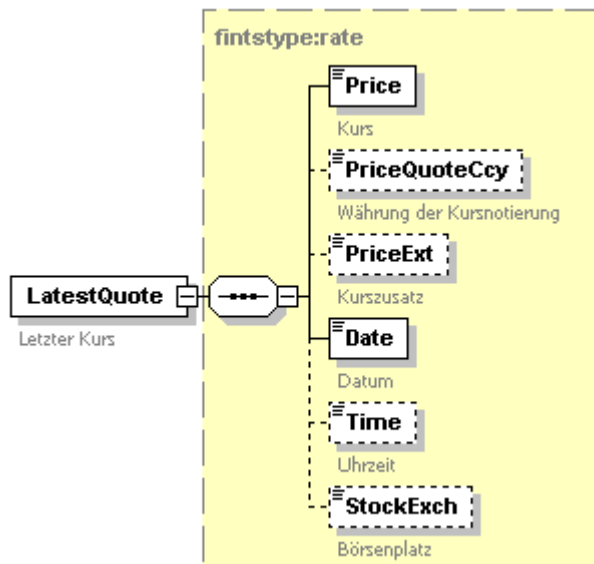 fintstype:rate
Price
Kurs
PriceQuoteCcy
Währung der Kursnotierung
PriceExt
Kurszusatz
LatestQuote
Letzter Kurs
Date
Datum
Time
Uhrzeit
StockExch
Börsenplatz